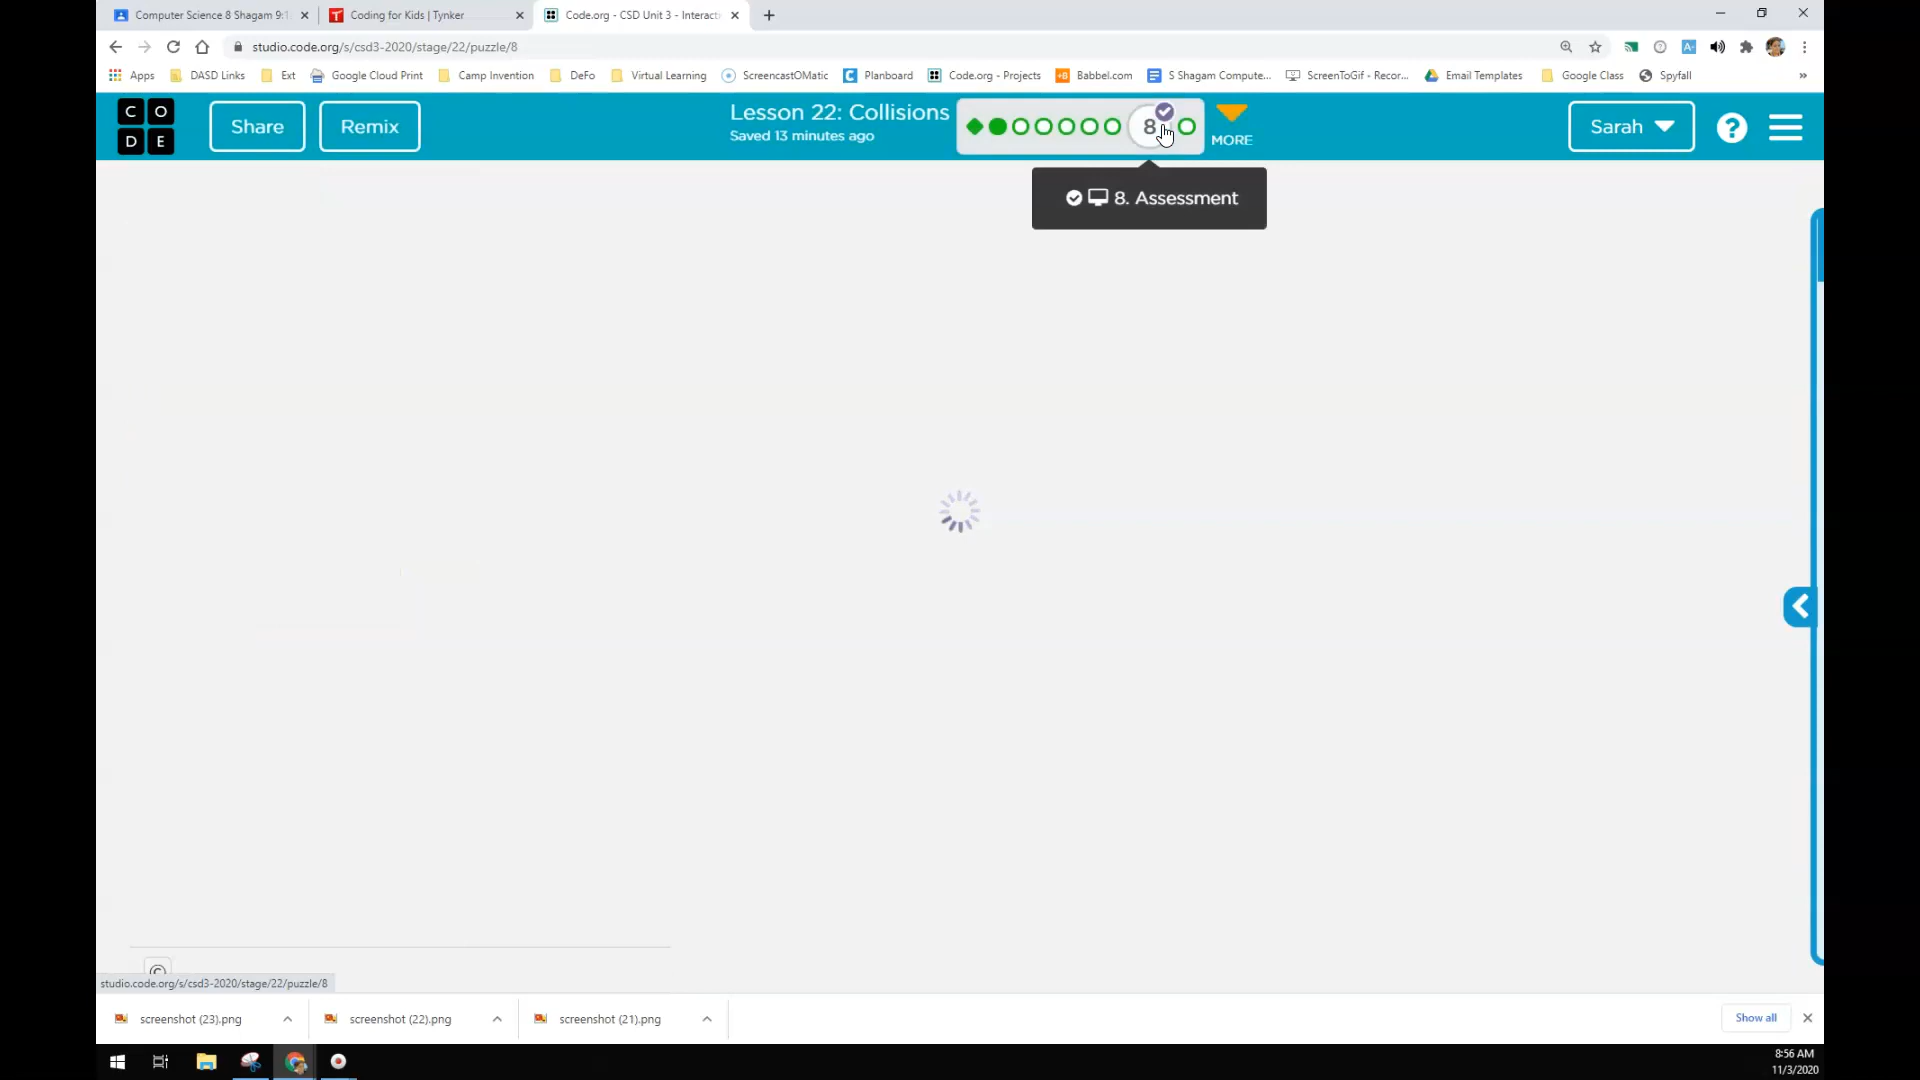 Computer Science 8 Shagam 9:1
Coding for Kids | Tynker
Code.org - CSD Unit 3 - Interact
studio.code.org/s/csd3-2020/stage/22/puzzle/8
Apps
DASD Links
Ext
Google Cloud Print
Camp Invention
DeFo
Virtual Learning
ScreencastOMatic
Planboard
Code.org - Projects
Babbel.com
S Shagam Compute...
ScreenToGif - Recor...
Email Templates
Google Class
Spyfall
»
C O
D E
Share
Remix
Lesson 22: Collisions
Saved 13 minutes ago
8
MORE
Sarah
?
8. Assessment
©
studio.code.org/s/csd3-2020/stage/22/puzzle/8
screenshot (23).png
screenshot (22).png
screenshot (21).png
Show all
8:56 AM
11/3/2020